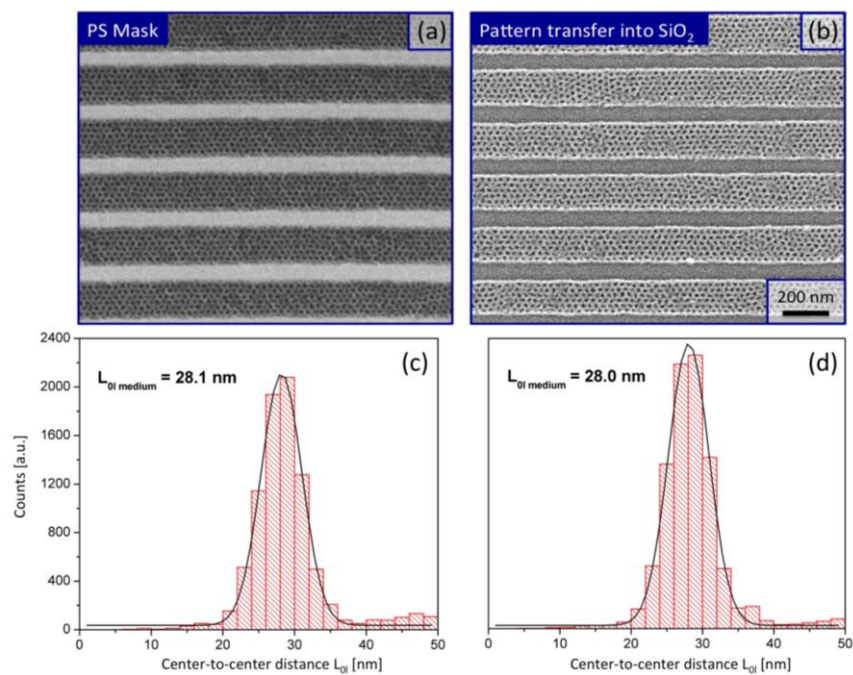 PS Mask
(a)
Pattern transfer into SiO₂
(b)
200 nm
2400
2000
1600
1200
800
400
0
Counts [a.u.]
L0l medium = 28.1 nm
(c)
0 10 20 30 40 50
Center-to-center distance L0l [nm]
L0l medium = 28.0 nm
(d)
0 10 20 30 40 50
Center-to-center distance L0l [nm]